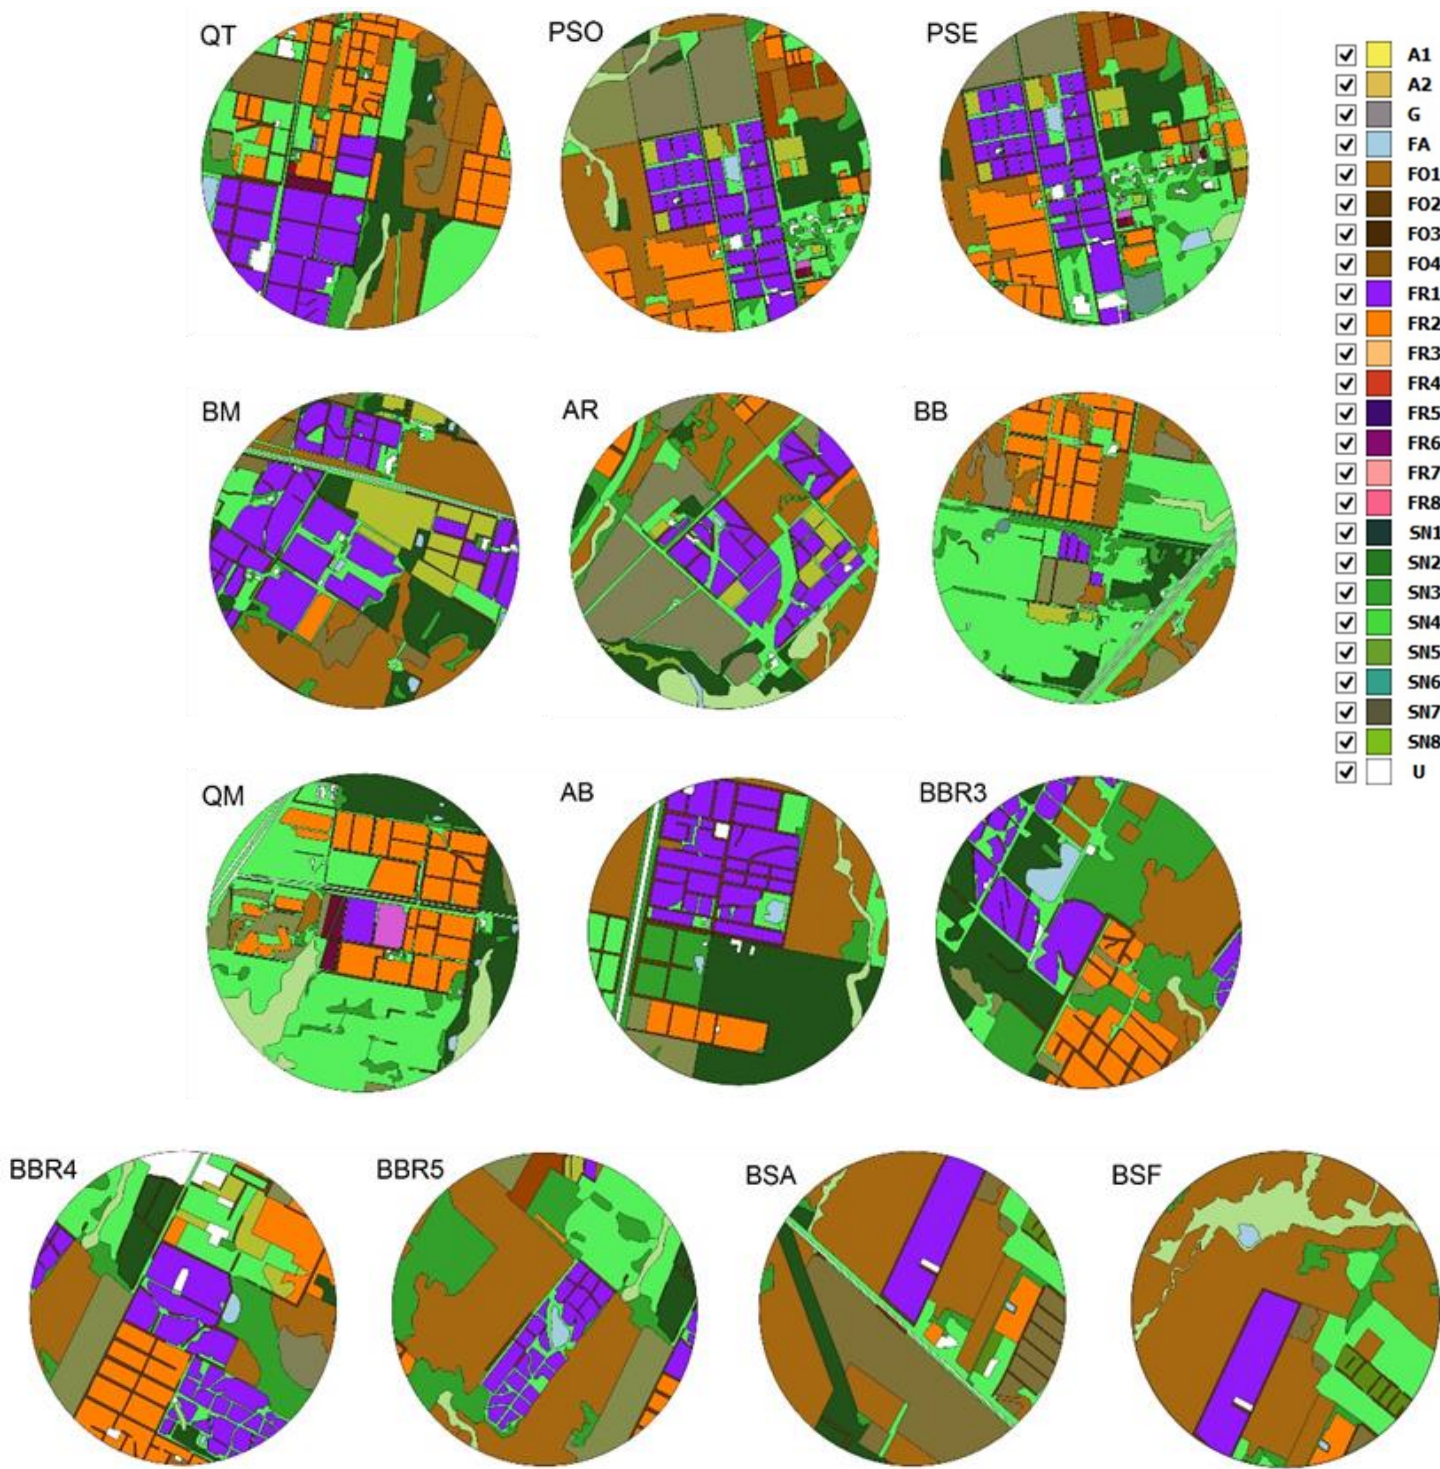 QT
PSO
PSE
BM
AR
BB
QM
AB
BBR3
BBR4
BBR5
BSA
BSF
A1
A2
G
FA
FO1
FO2
FO3
FO4
FR1
FR2
FR3
FR4
FR5
FR6
FR7
FR8
SN1
SN2
SN3
SN4
SN5
SN6
SN7
SN8
U